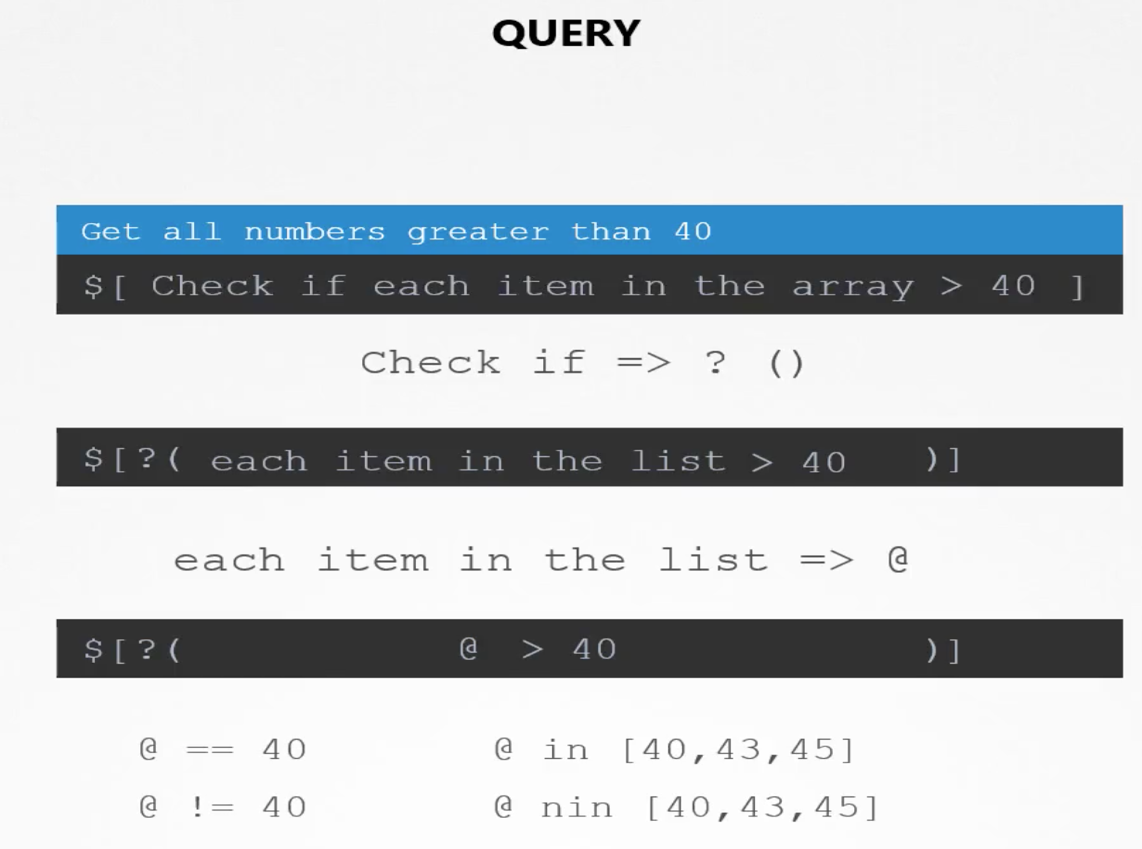 QUERY
Get all numbers greater than 40
$[ Check if each item in the array > 40 ]
Check if => ? ()
$[?( each item in the list > 40 )]
each item in the list => @
$[?( @ > 40 )]
@ == 40 @ in [40,43,45]
@ != 40 @ nin [40,43,45]